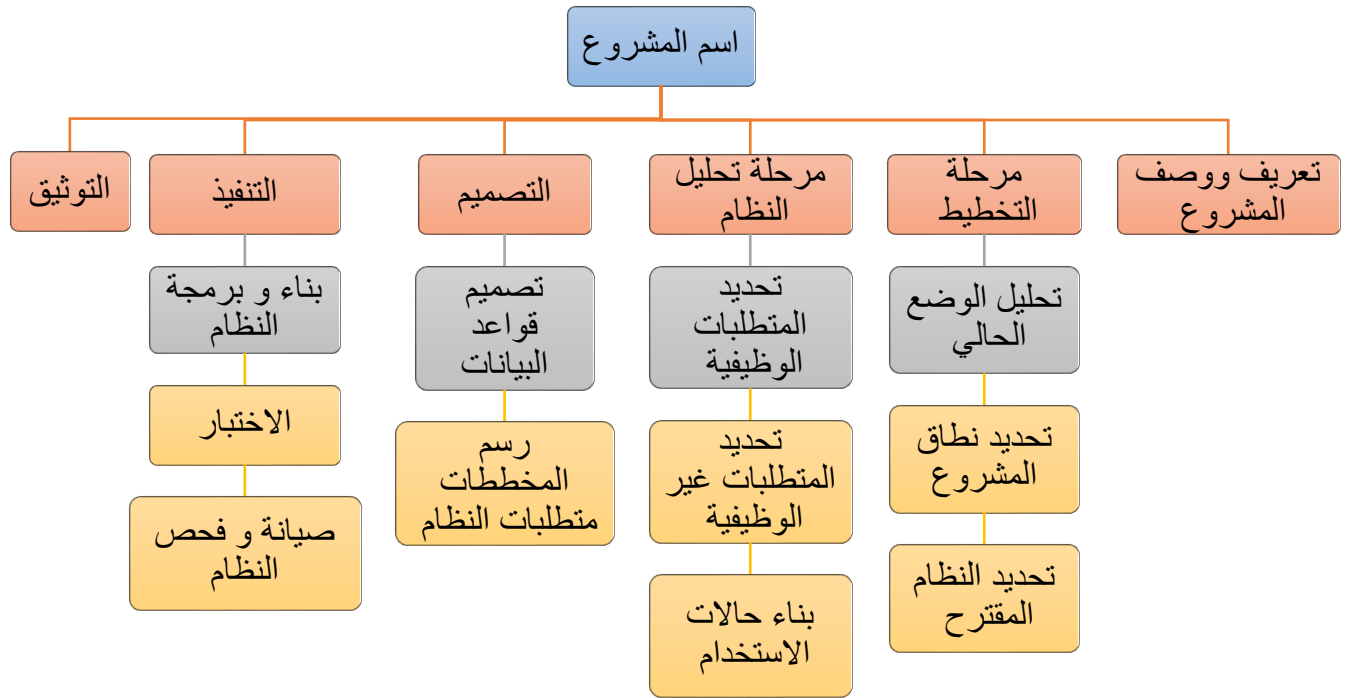 اسم المشروع
تعريف ووصف
المشروع
مرحلة
التخطيط
مرحلة تحليل
النظام
التصميم
التنفيذ
التوثيق
تحليل الوضع
الحالي
تحديد نطاق
المشروع
تحديد النظام
المقترح
تحديد
المتطلبات
الوظيفية
تحديد
المتطلبات غير
الوظيفية
بناء حالات
الاستخدام
تصميم
قواعد
البيانات
رسم
المخططات
متطلبات النظام
بناء و برمجة
النظام
الاختبار
صيانة و فحص
النظام